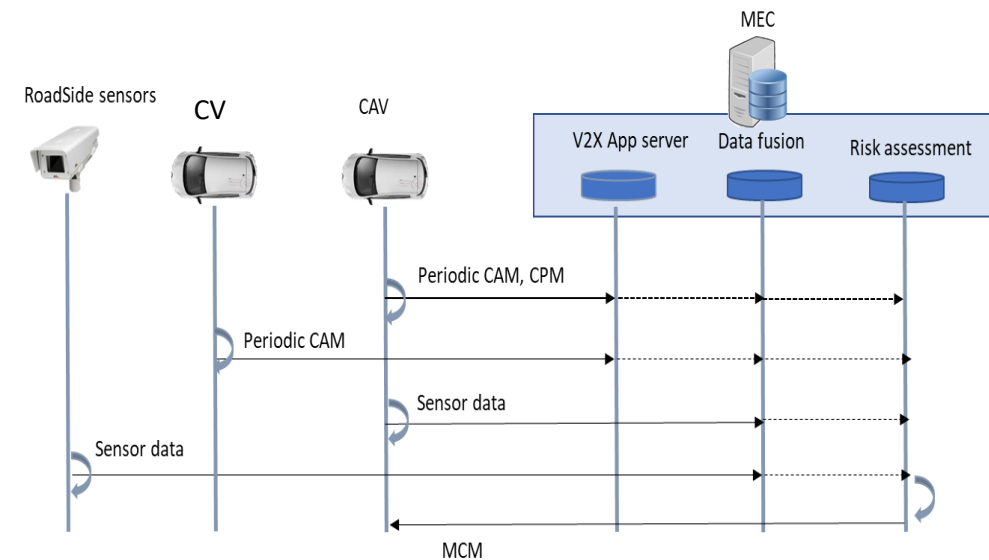 MEC
RoadSide sensors
CV
CAV
V2X App server
Data fusion
Risk assessment
Periodic CAM, CPM
Periodic CAM
Sensor data
Sensor data
MCM